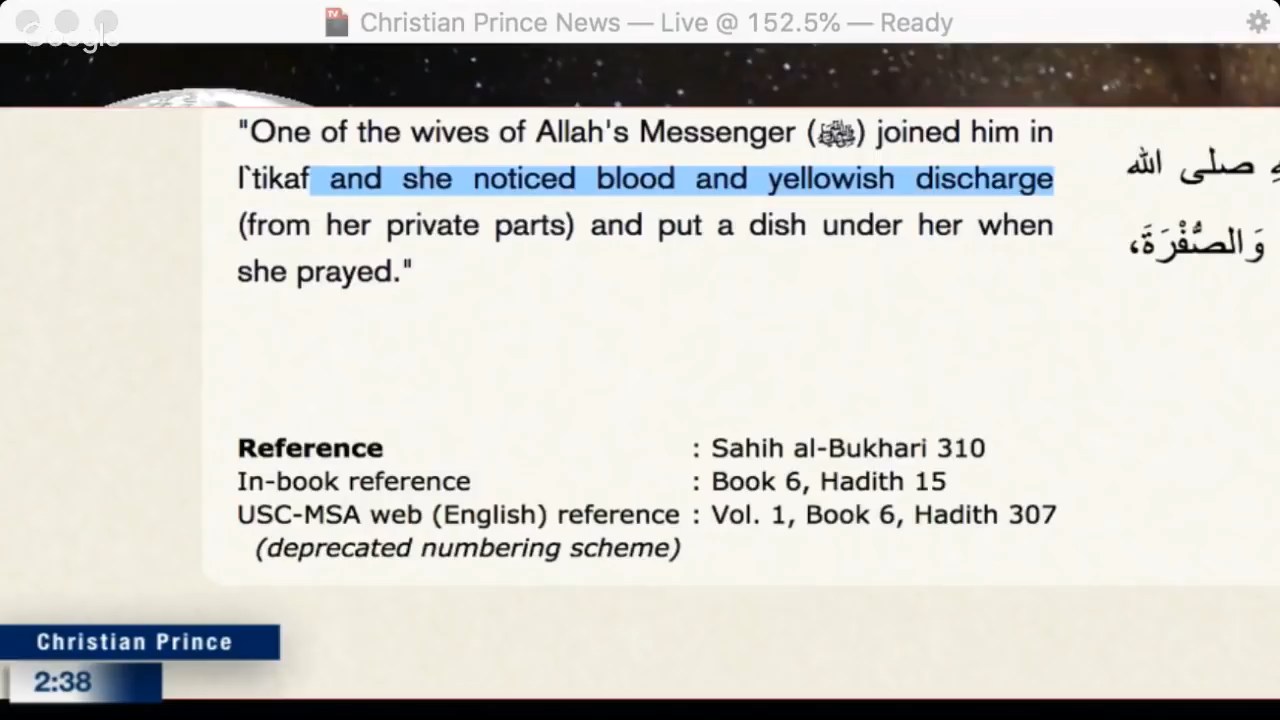 Christian Prince News — Live @ 152.5% — Ready
Google
"One of the wives of Allah's Messenger (ﷺ) joined him in
I`tikaf and she noticed blood and yellowish discharge
(from her private parts) and put a dish under her when
she prayed."
صلى الله
وَالصُّفْرَةَ،
Reference : Sahih al-Bukhari 310
In-book reference : Book 6, Hadith 15
USC-MSA web (English) reference : Vol. 1, Book 6, Hadith 307
(deprecated numbering scheme)
Christian Prince
2:38